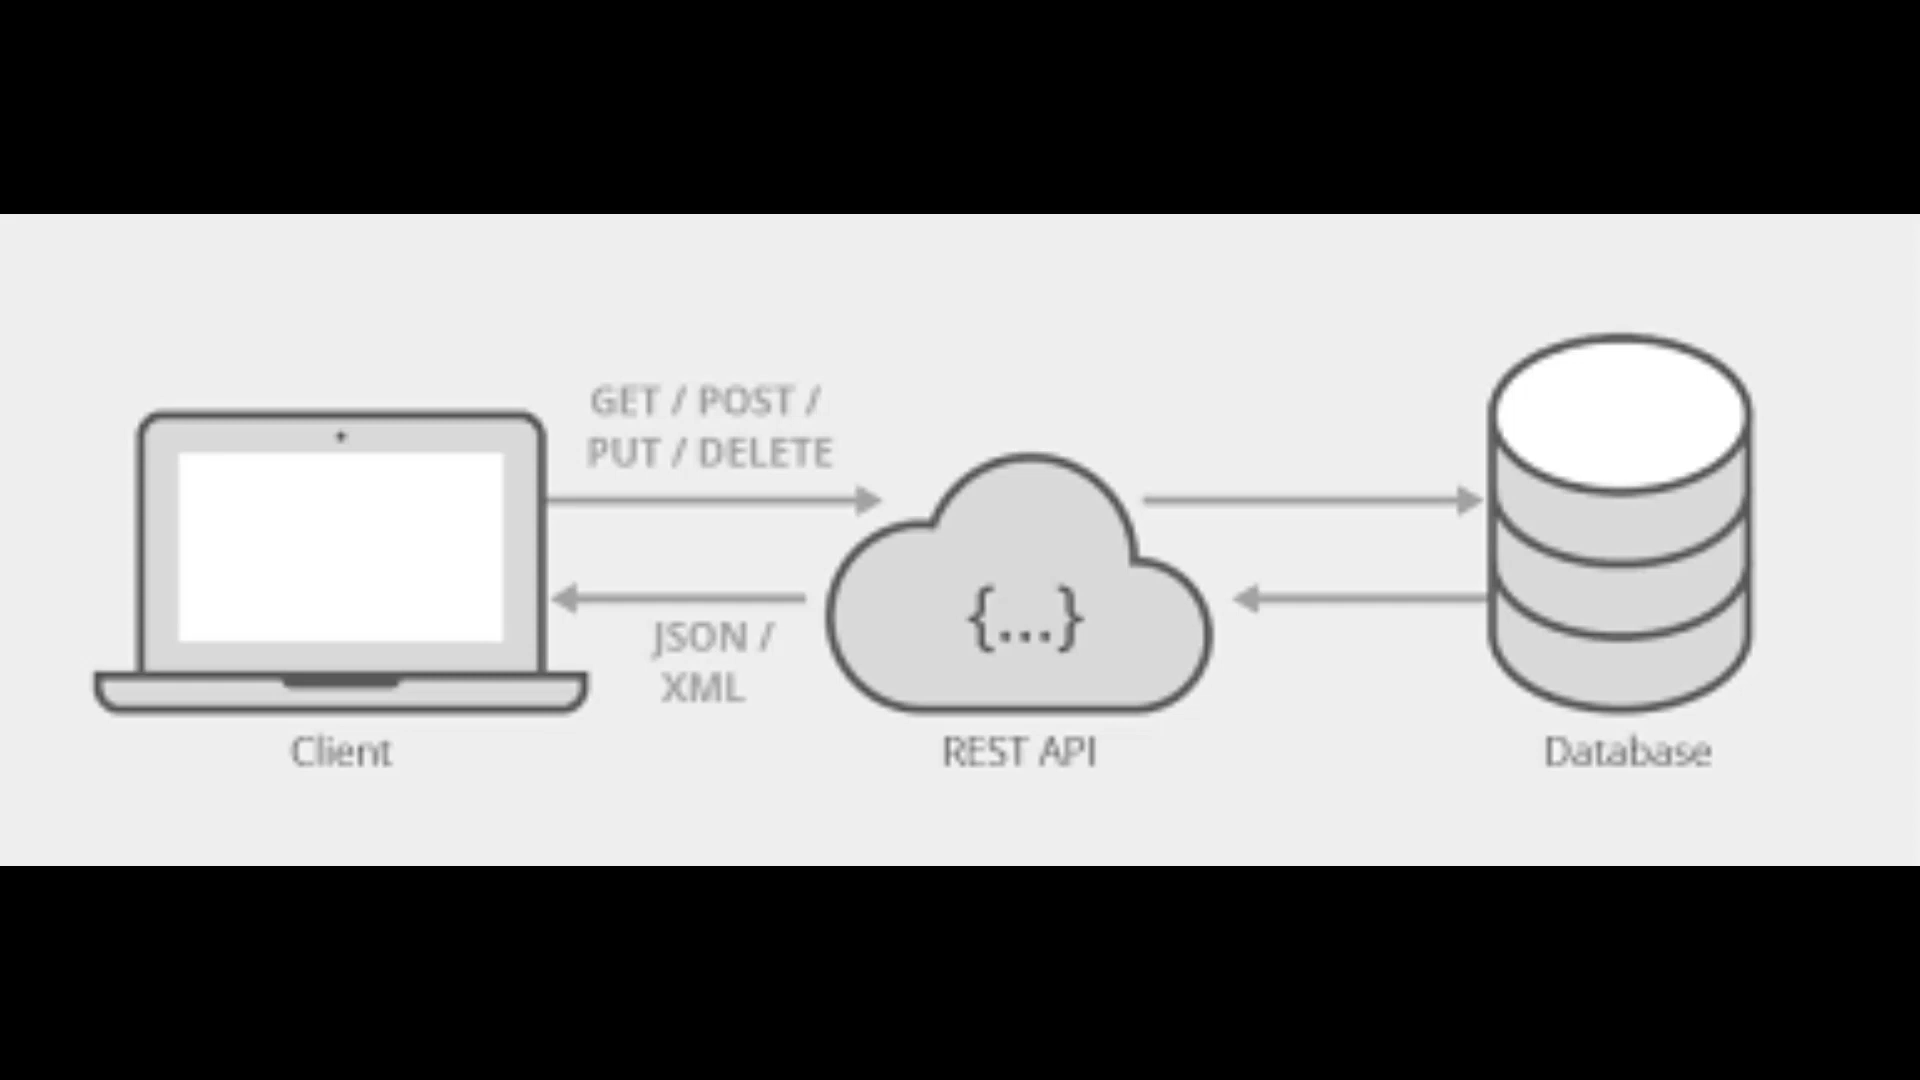 GET / POST /
PUT / DELETE
{...}
JSON /
XML
Client
REST API
Database